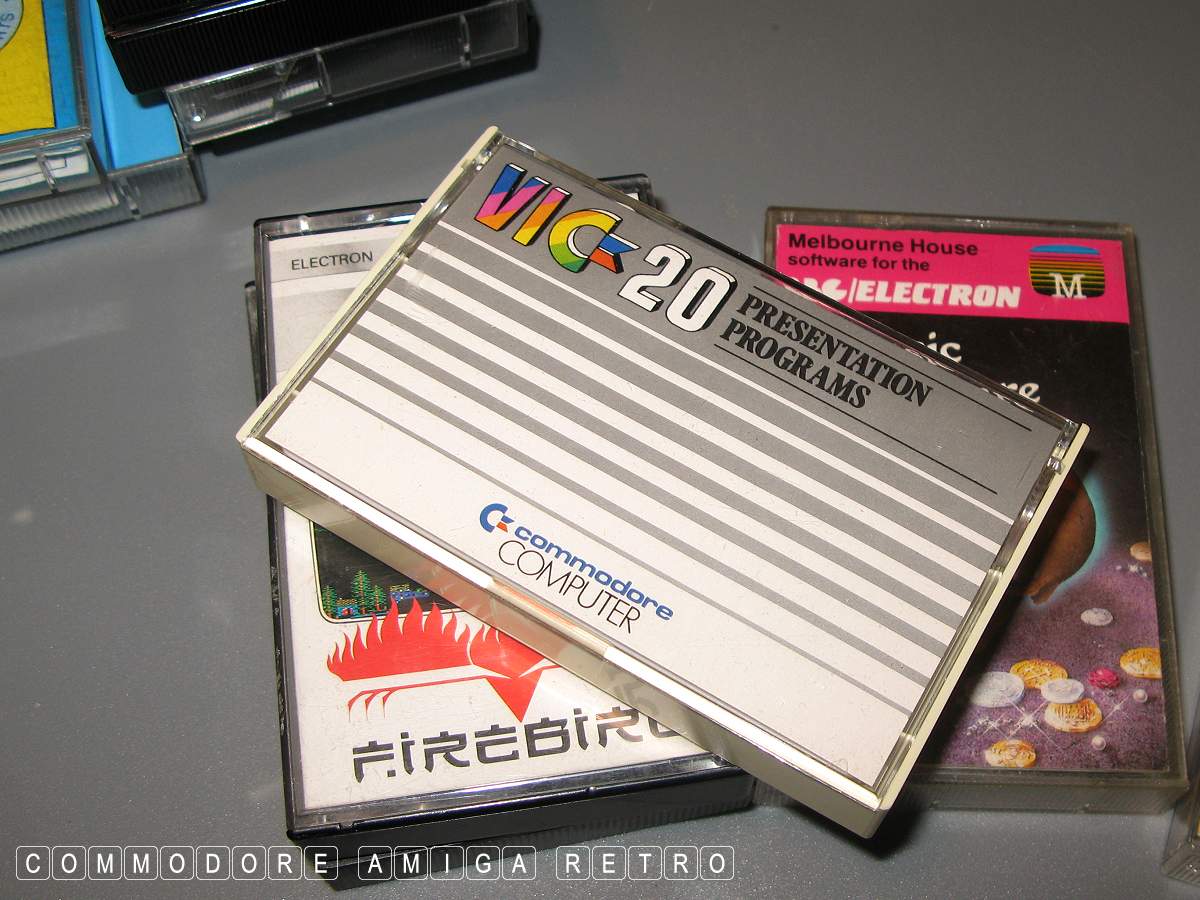 VIC 20
PRESENTATION
PROGRAMS
commodore
COMPUTER
ELECTRON
FIREBIRD
Melbourne House
software for the
/ELECTRON
M
COMMODORE AMIGA RETRO